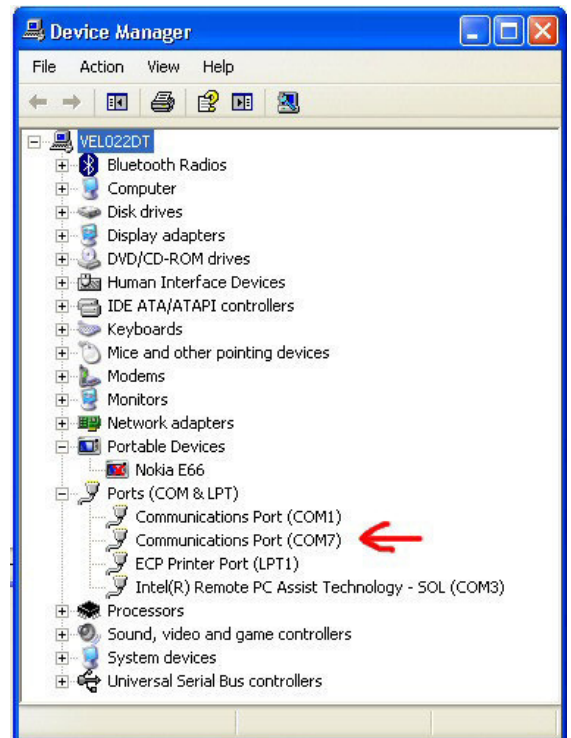 Device Manager
File Action View Help
VEL022DT
Bluetooth Radios
Computer
Disk drives
Display adapters
DVD/CD-ROM drives
Human Interface Devices
IDE ATA/ATAPI controllers
Keyboards
Mice and other pointing devices
Modems
Monitors
Network adapters
Portable Devices
Nokia E66
Ports (COM & LPT)
Communications Port (COM1)
Communications Port (COM7)
ECP Printer Port (LPT1)
Intel(R) Remote PC Assist Technology - SOL (COM3)
Processors
Sound, video and game controllers
System devices
Universal Serial Bus controllers